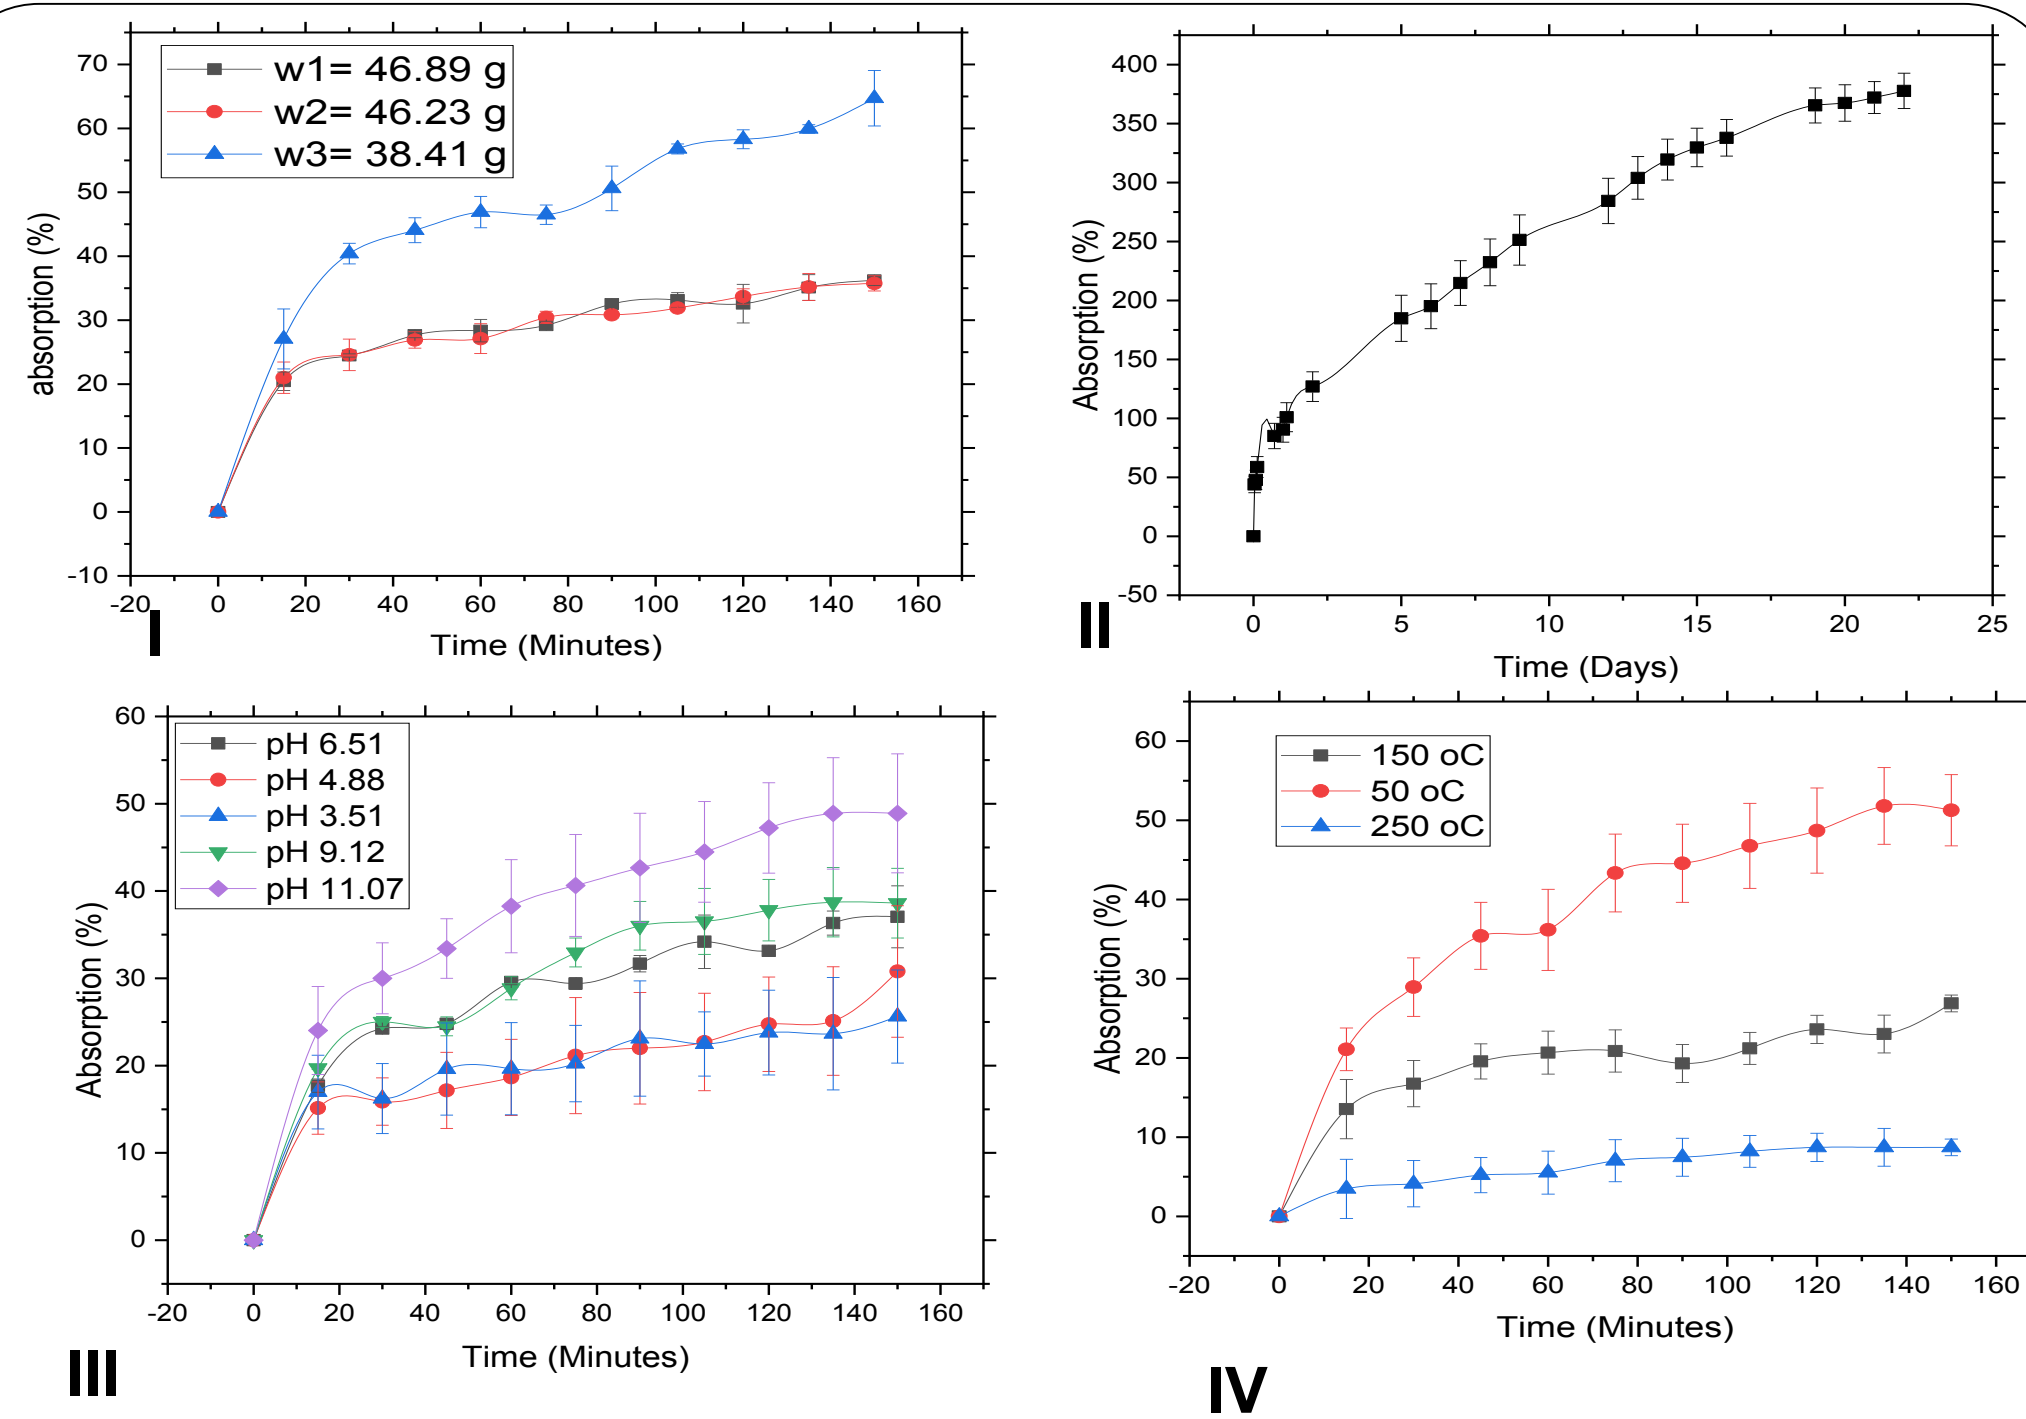 70
60
50
40
30
20
10
0
-10
absorption (%)
w1= 46.89 g
w2= 46.23 g
w3= 38.41 g
-20 0 20 40 60 80 100 120 140 160
Time (Minutes)
I
400
350
300
250
200
150
100
50
0
-50
Absorption (%)
0 5 10 15 20 25
Time (Days)
II
60
50
40
30
20
10
0
Absorption (%)
pH 6.51
pH 4.88
pH 3.51
pH 9.12
pH 11.07
-20 0 20 40 60 80 100 120 140 160
Time (Minutes)
III
60
50
40
30
20
10
0
Absorption (%)
150 oC
50 oC
250 oC
-20 0 20 40 60 80 100 120 140 160
Time (Minutes)
IV